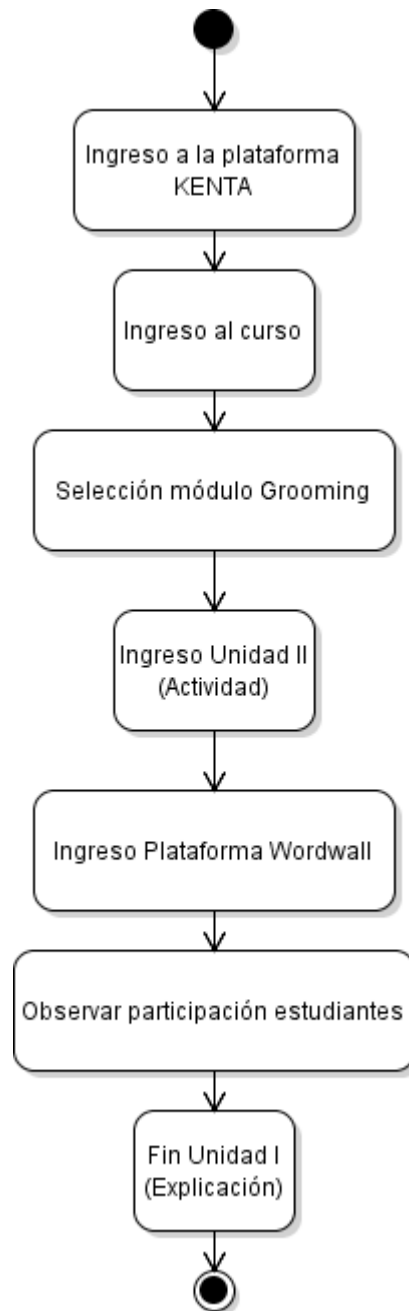 Ingreso a la plataforma
KENTA
Ingreso al curso
Selección módulo Grooming
Ingreso Unidad II
(Actividad)
Ingreso Plataforma Wordwall
Observar participación estudiantes
Fin Unidad I
(Explicación)